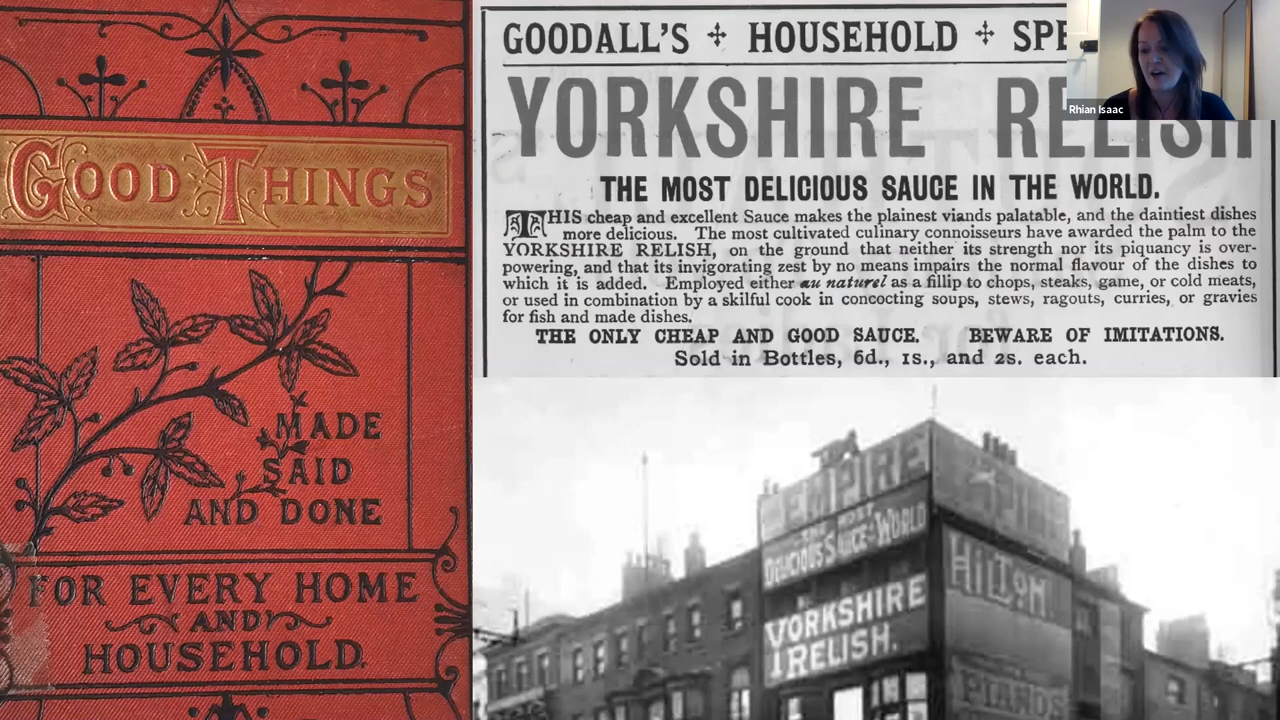 GOOD THINGS
MADE
SAID
AND DONE
FOR EVERY HOME
AND
HOUSEHOLD.
GOODALL'S ✣ HOUSEHOLD ✣ SPE
YORKSHIRE RELISH
THE MOST DELICIOUS SAUCE IN THE WORLD.
THIS cheap and excellent Sauce makes the plainest viands palatable, and the daintiest dishes
more delicious. The most cultivated culinary connoisseurs have awarded the palm to the
YORKSHIRE RELISH, on the ground that neither its strength nor its piquancy is over-
powering, and that its invigorating zest by no means impairs the normal flavour of the dishes to
which it is added. Employed either au naturel as a fillip to chops, steaks, game, or cold meats,
or used in combination by a skilful cook in concocting soups, stews, ragouts, curries, or gravies
for fish and made dishes.
THE ONLY CHEAP AND GOOD SAUCE. BEWARE OF IMITATIONS.
Sold in Bottles, 6d., 1s., and 2s. each.
Rhian Isaac
EMPIRE
THE MOST
DELICIOUS SAUCE IN THE WORLD
YORKSHIRE
RELISH.
HILTON
PIANOS